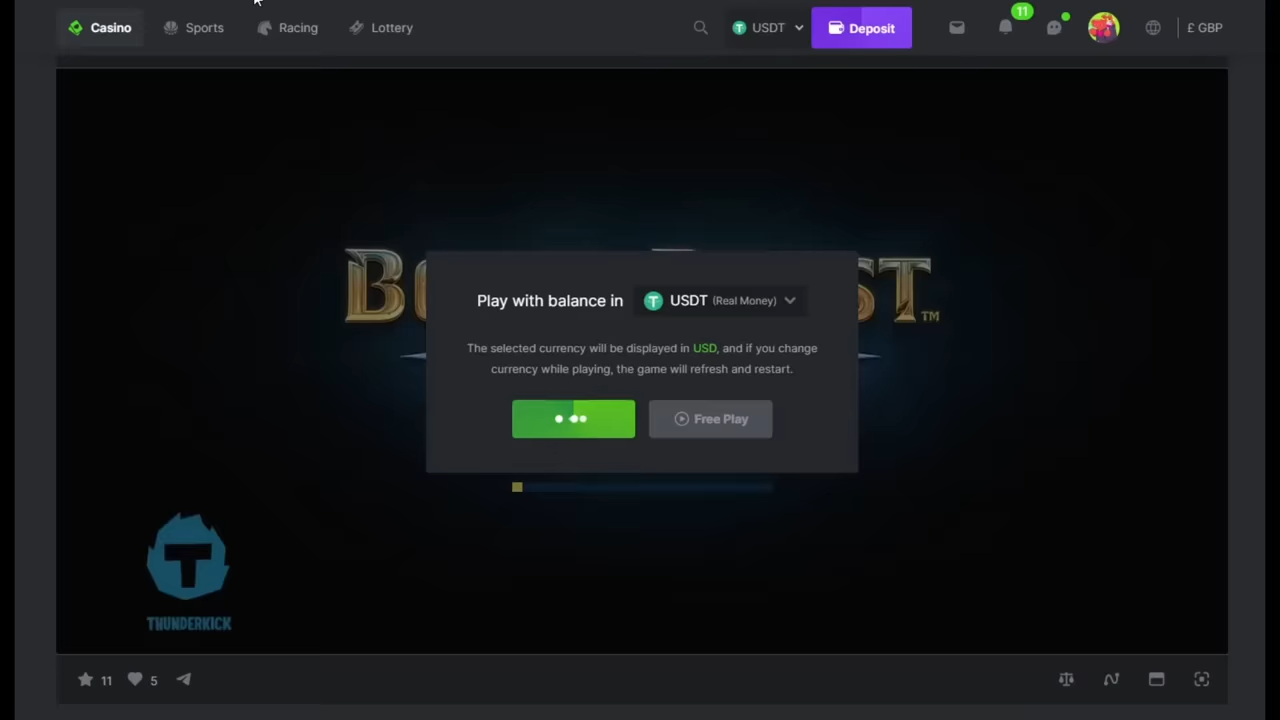 Casino Sports Racing Lottery USDT Deposit 11 £ GBP
Play with balance in USDT (Real Money)
The selected currency will be displayed in USD, and if you change
currency while playing, the game will refresh and restart.
Free Play
THUNDERKICK
11 5